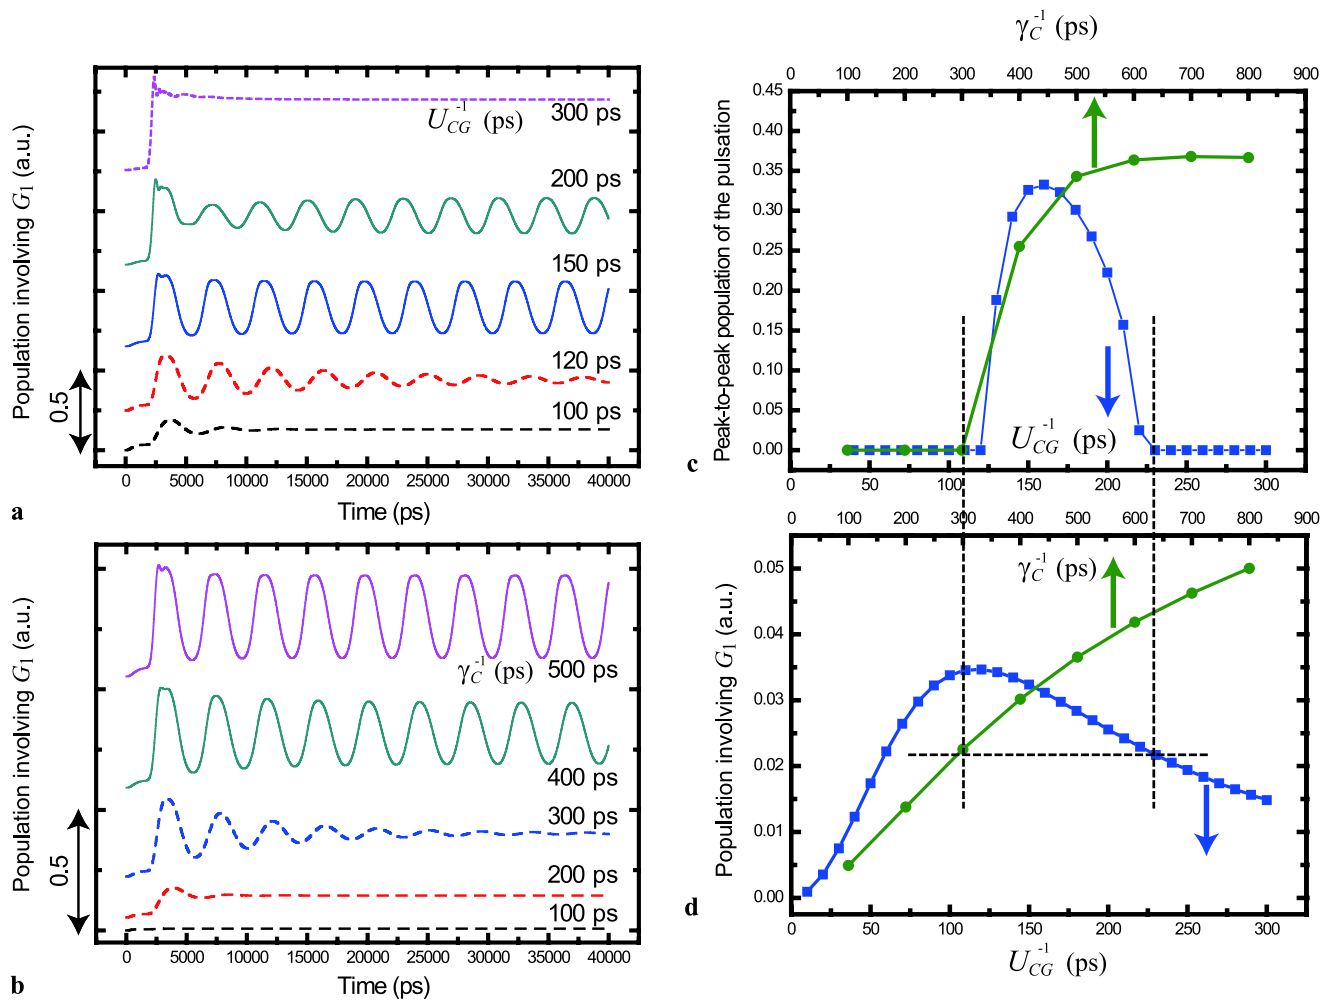 Population involving G1 (a.u.)
0.5
U_CG^-1 (ps)
300 ps
200 ps
150 ps
120 ps
100 ps
0 5000 10000 15000 20000 25000 30000 35000 40000
Time (ps)
a
Population involving G1 (a.u.)
0.5
γ_C^-1 (ps) 500 ps
400 ps
300 ps
200 ps
100 ps
0 5000 10000 15000 20000 25000 30000 35000 40000
Time (ps)
b
γ_C^-1 (ps)
0 100 200 300 400 500 600 700 800 900
Peak-to-peak population of the pulsation
0.45
0.40
0.35
0.30
0.25
0.20
0.15
0.10
0.05
0.00
U_CG^-1 (ps)
c
0 50 100 150 200 250 300
0 100 200 300 400 500 600 700 800 900
γ_C^-1 (ps)
Population involving G1 (a.u.)
0.05
0.04
0.03
0.02
0.01
0.00
d
0 50 100 150 200 250 300
U_CG^-1 (ps)